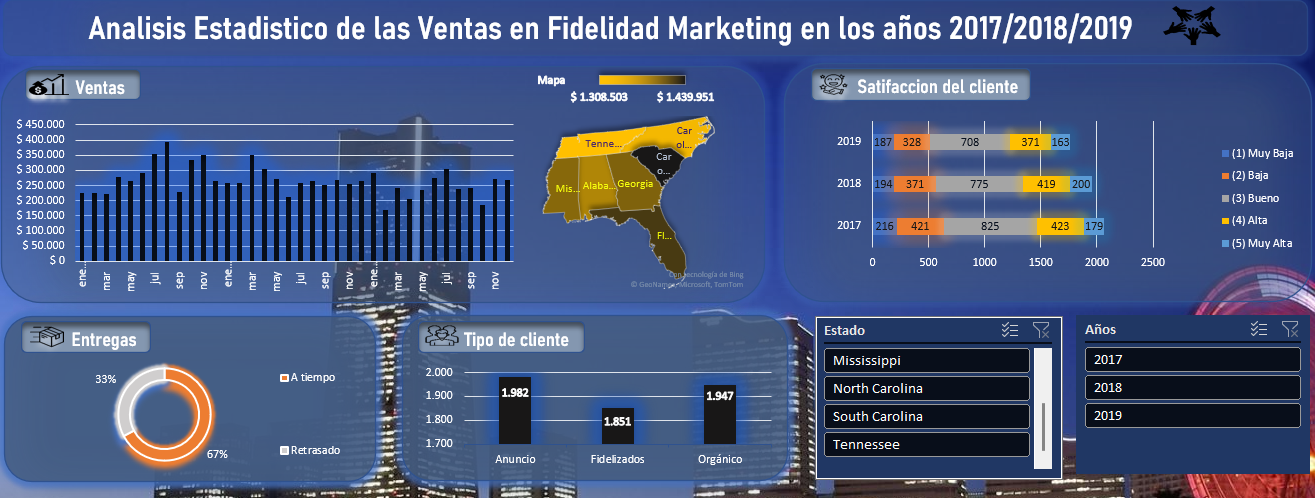 Analisis Estadistico de las Ventas en Fidelidad Marketing en los años 2017/2018/2019
Ventas
$ 450.000
$ 400.000
$ 350.000
$ 300.000
$ 250.000
$ 200.000
$ 150.000
$ 100.000
$ 50.000
$ 0
ene…
mar
may
jul
sep
nov
ene…
mar
may
jul
sep
nov
ene…
mar
may
jul
sep
nov
Mapa
$ 1.308.503
$ 1.439.951
Tenne…
Car
ol…
Car
o…
Mis…
Alaba…
Georgia
Fl…
Con tecnología de Bing
© GeoNames, Microsoft, TomTom
Satifaccion del cliente
2019
187
328
708
371
163
2018
194
371
775
419
200
2017
216
421
825
423
179
0
500
1000
1500
2000
2500
(1) Muy Baja
(2) Baja
(3) Bueno
(4) Alta
(5) Muy Alta
Entregas
33%
67%
A tiempo
Retrasado
Tipo de cliente
2.000
1.900
1.800
1.700
1.982
1.851
1.947
Anuncio
Fidelizados
Orgánico
Estado
Mississippi
North Carolina
South Carolina
Tennessee
Años
2017
2018
2019